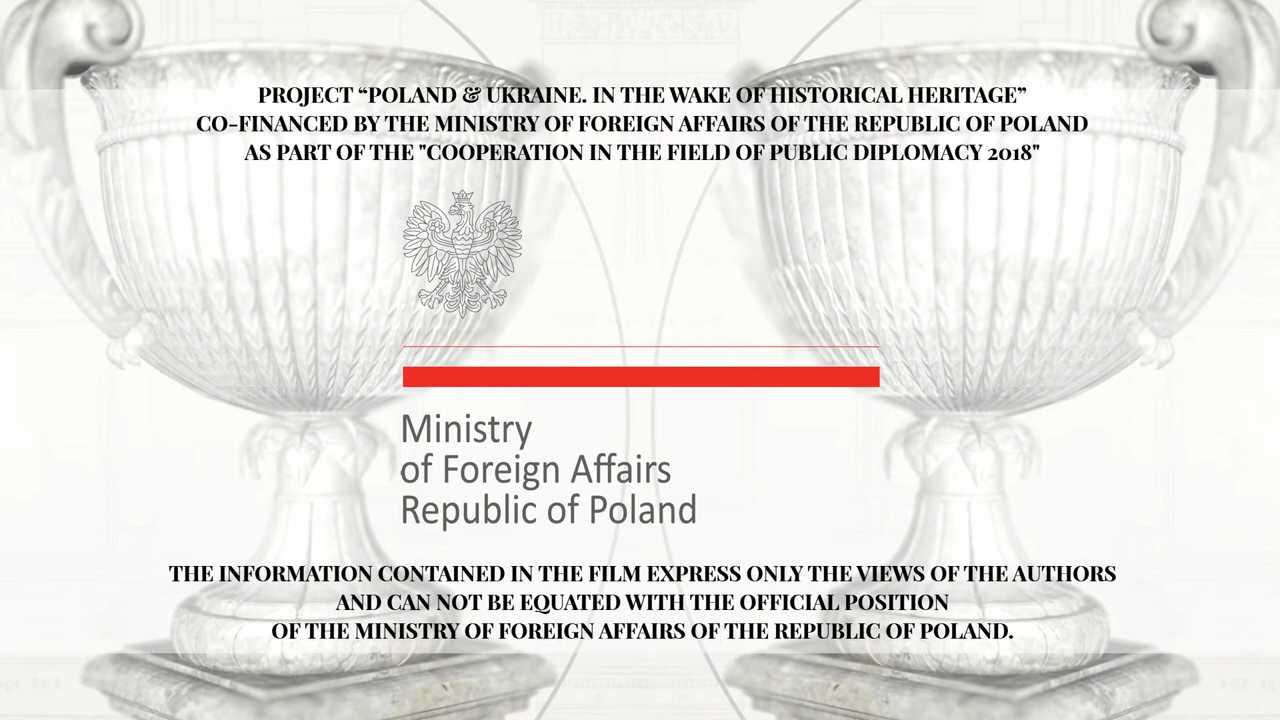 PROJECT “POLAND & UKRAINE. IN THE WAKE OF HISTORICAL HERITAGE”
CO-FINANCED BY THE MINISTRY OF FOREIGN AFFAIRS OF THE REPUBLIC OF POLAND
AS PART OF THE "COOPERATION IN THE FIELD OF PUBLIC DIPLOMACY 2018"
Ministry
of Foreign Affairs
Republic of Poland
THE INFORMATION CONTAINED IN THE FILM EXPRESS ONLY THE VIEWS OF THE AUTHORS
AND CAN NOT BE EQUATED WITH THE OFFICIAL POSITION
OF THE MINISTRY OF FOREIGN AFFAIRS OF THE REPUBLIC OF POLAND.